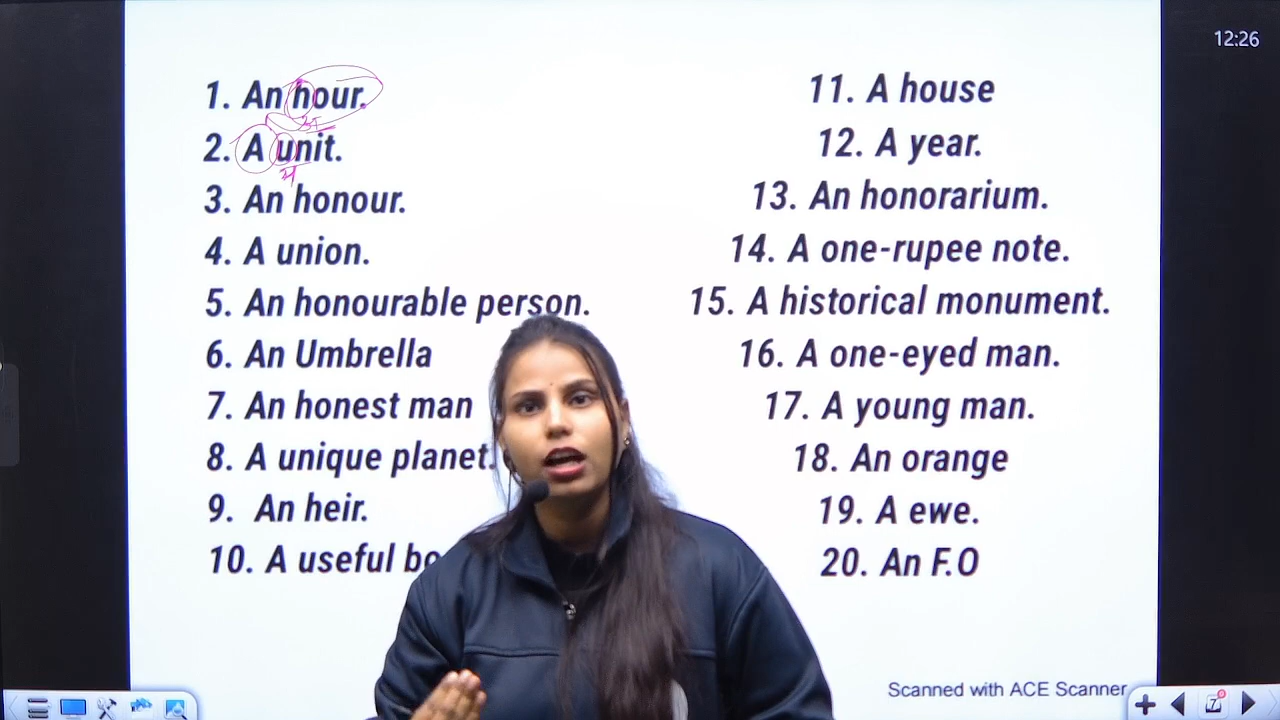 12:26
1. An hour.
2. A unit.
3. An honour.
4. A union.
5. An honourable person.
6. An Umbrella
7. An honest man
8. A unique planet.
9. An heir.
10. A useful
11. A house
12. A year.
13. An honorarium.
14. A one-rupee note.
15. A historical monument.
16. A one-eyed man.
17. A young man.
18. An orange
19. A ewe.
20. An F.O
Scanned with ACE Scanner
7